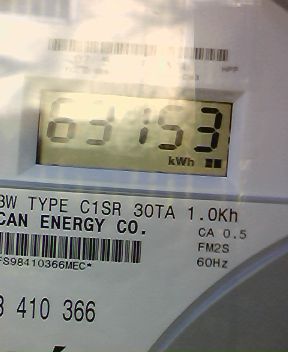 63153
kWh
3W TYPE C1SR 30TA 1.0Kh
CAN ENERGY CO.
CA 0.5
FM2S
FS98410366MEC*
60Hz
3 410 366